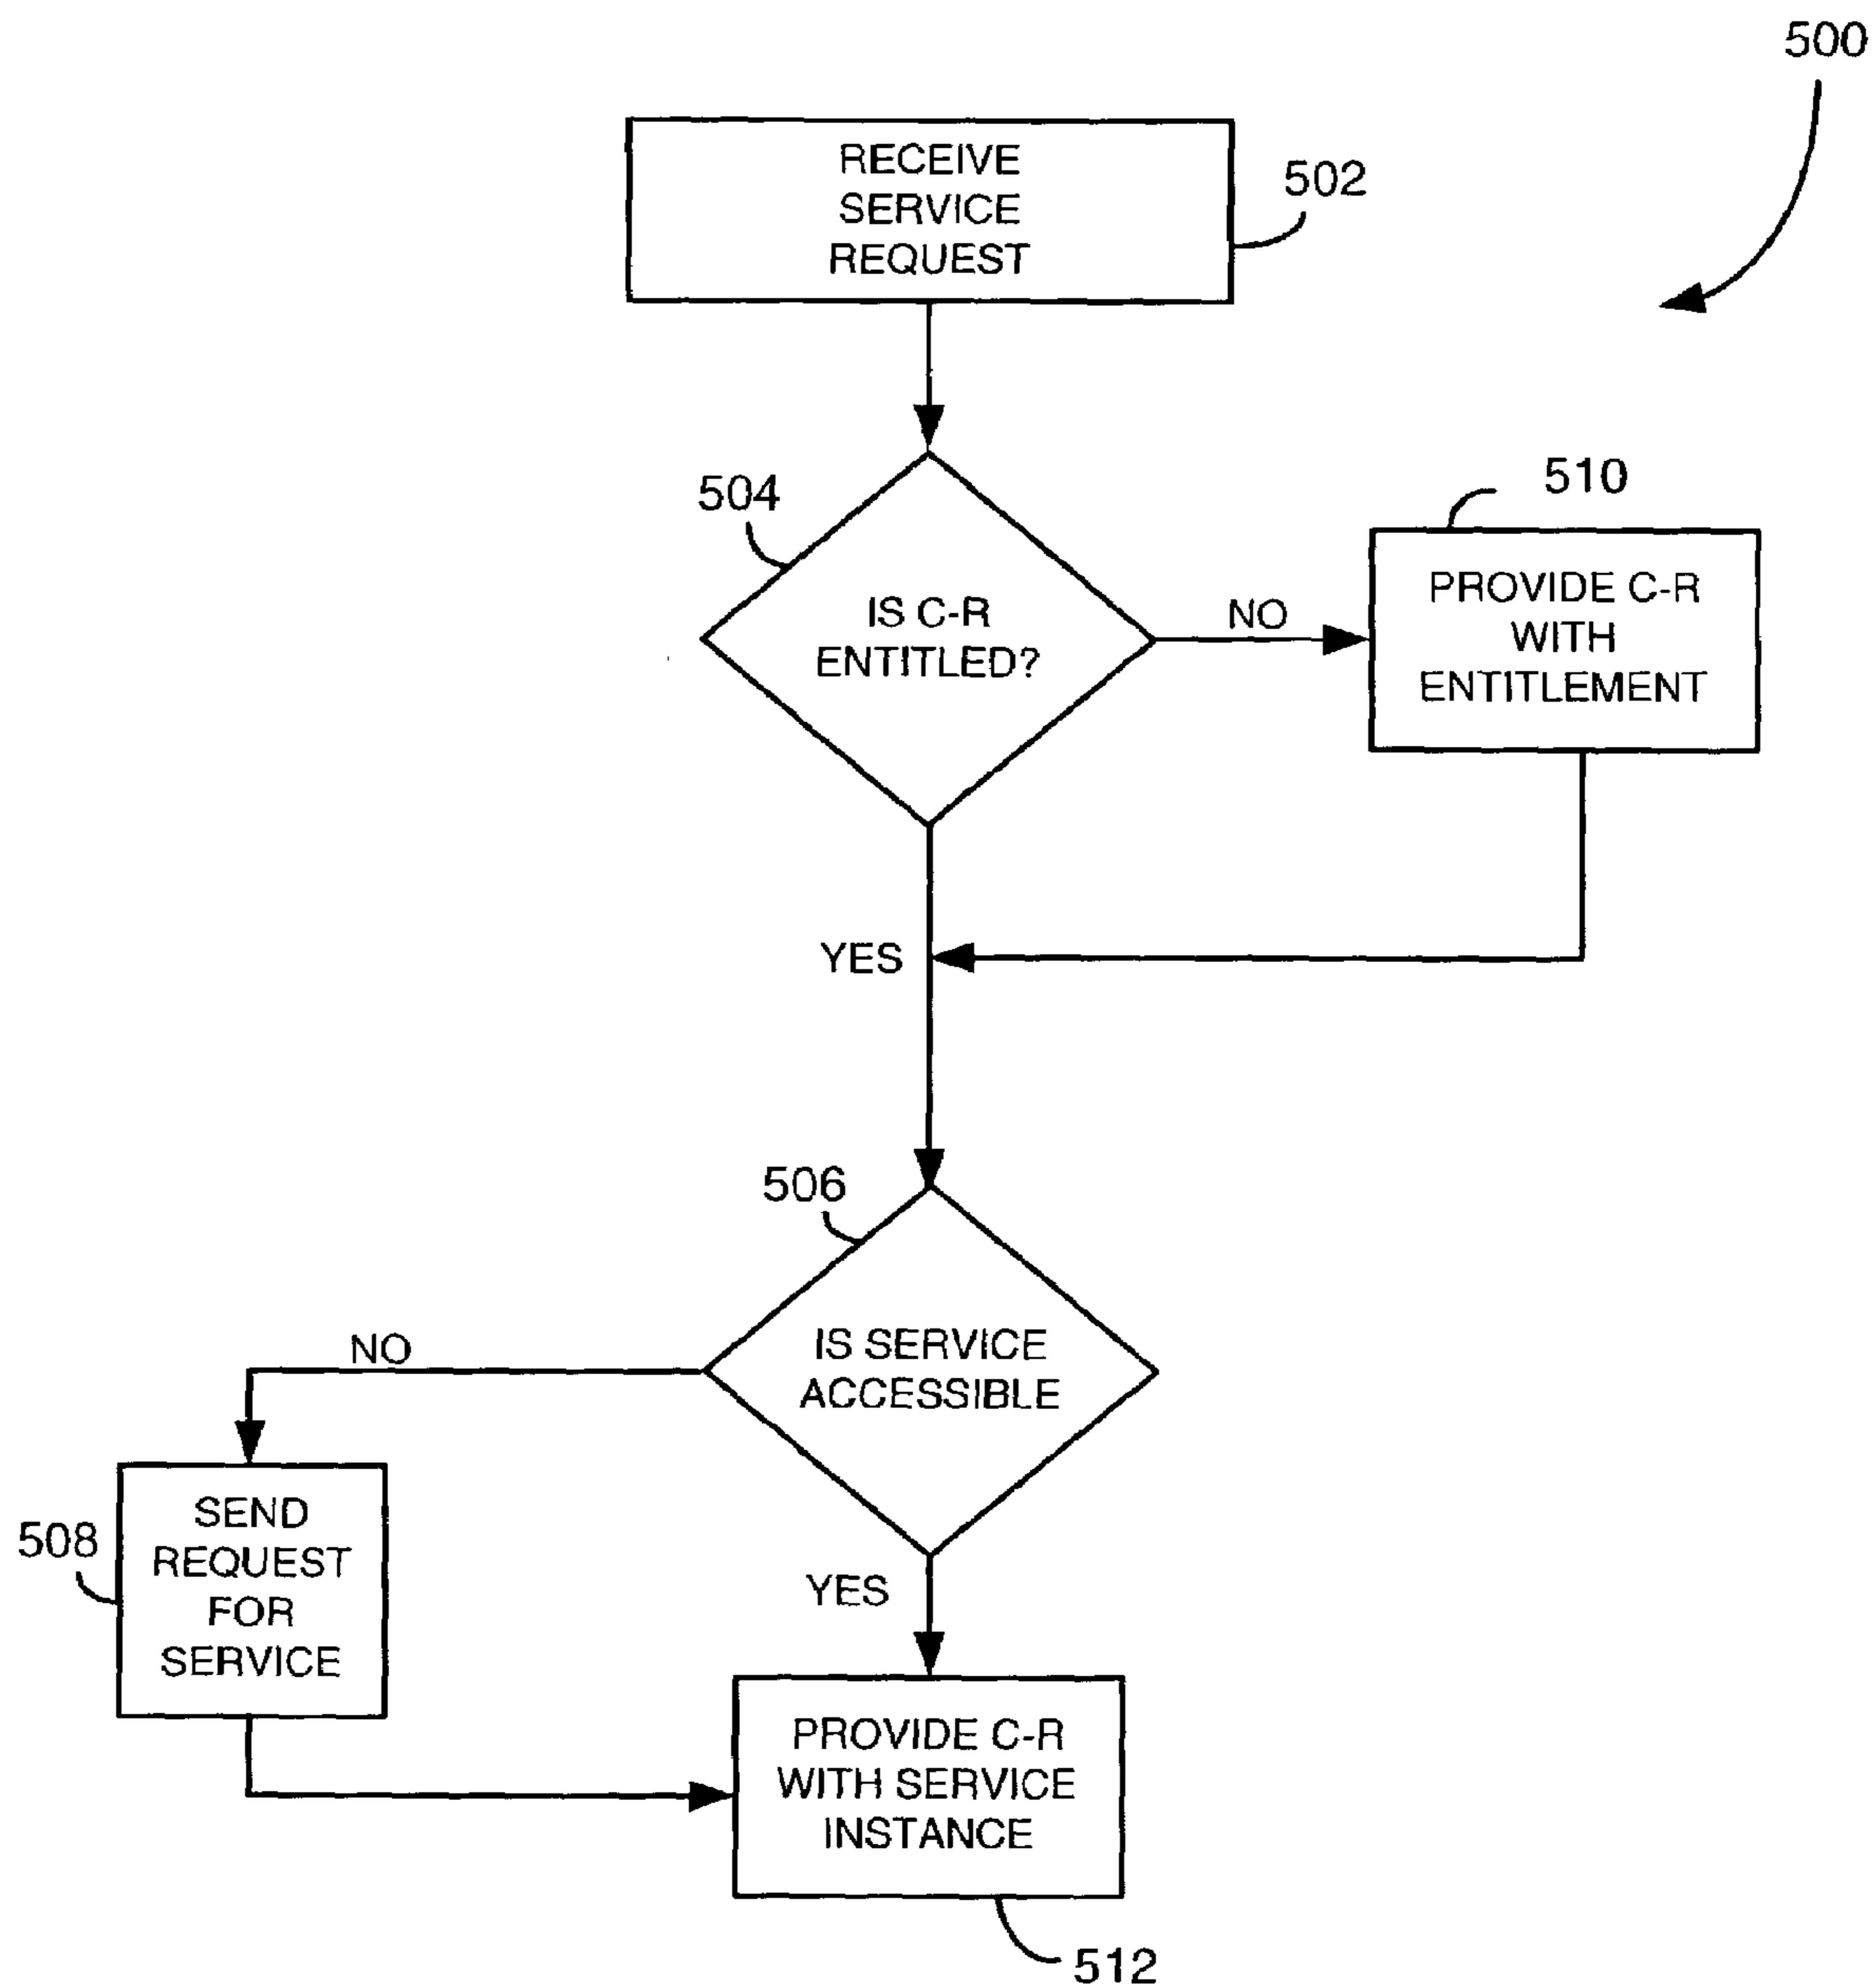 500
RECEIVE
SERVICE
REQUEST
502
504
IS C-R
ENTITLED?
NO
510
PROVIDE C-R
WITH
ENTITLEMENT
YES
506
IS SERVICE
ACCESSIBLE
NO
508
SEND
REQUEST
FOR
SERVICE
YES
PROVIDE C-R
WITH SERVICE
INSTANCE
512